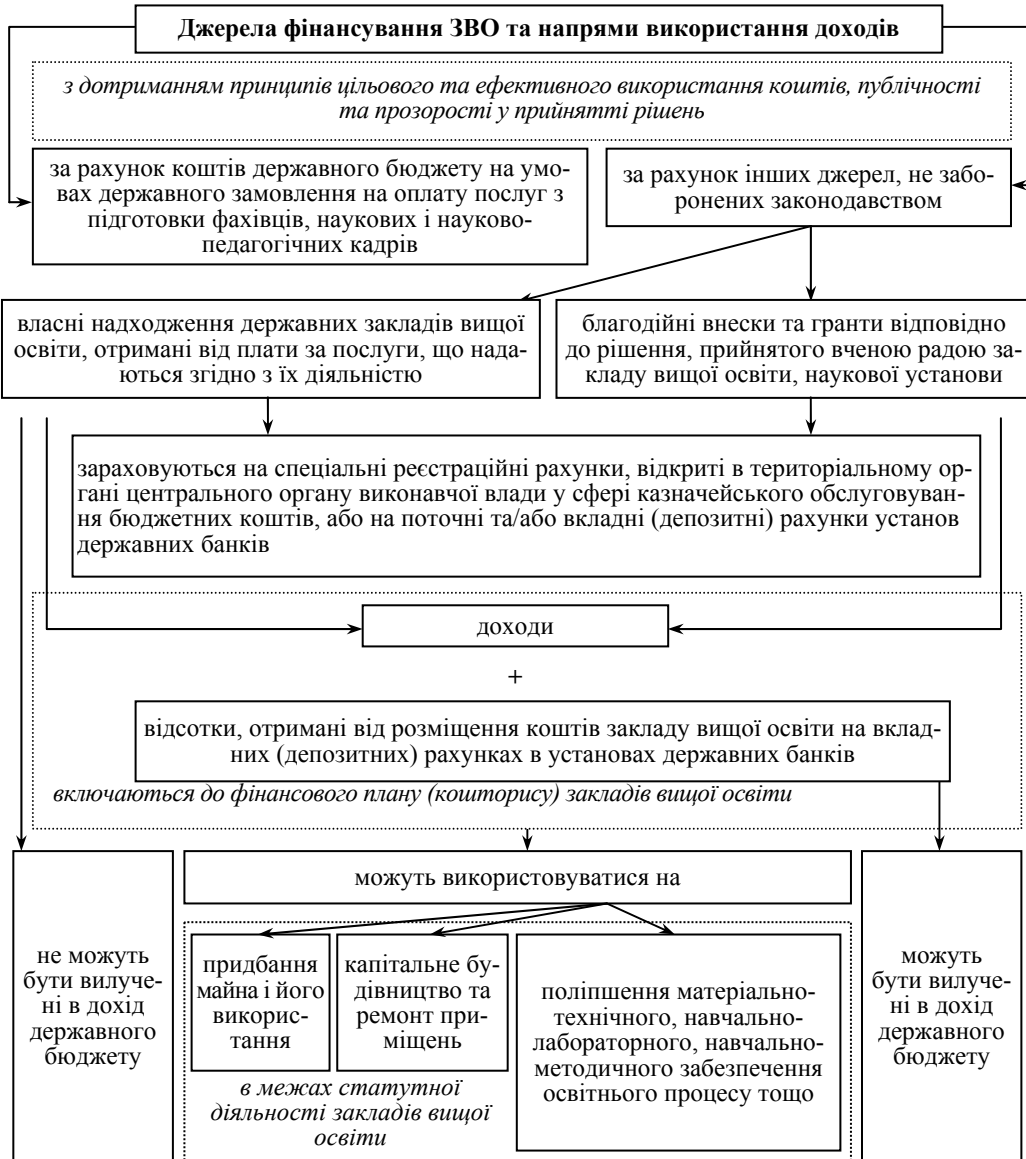 Джерела фінансування ЗВО та напрями використання доходів
з дотриманням принципів цільового та ефективного використання коштів, публічності
та прозорості у прийнятті рішень
за рахунок коштів державного бюджету на умо-
вах державного замовлення на оплату послуг з
підготовки фахівців, наукових і науково-
педагогічних кадрів
за рахунок інших джерел, не забо-
ронених законодавством
власні надходження державних закладів вищої
освіти, отримані від плати за послуги, що нада-
ються згідно з їх діяльністю
благодійні внески та гранти відповідно
до рішення, прийнятого вченою радою за-
кладу вищої освіти, наукової установи
зараховуються на спеціальні реєстраційні рахунки, відкриті в територіальному ор-
гані центрального органу виконавчої влади у сфері казначейського обслуговуван-
ня бюджетних коштів, або на поточні та/або вкладні (депозитні) рахунки установ
державних банків
доходи
+
відсотки, отримані від розміщення коштів закладу вищої освіти на вклад-
них (депозитних) рахунках в установах державних банків
включаються до фінансового плану (кошторису) закладів вищої освіти
не можуть
бути вилуче-
ні в дохід
державного
бюджету
можуть використовуватися на
придбання
майна і його
викорис-
тання
капітальне бу-
дівництво та
ремонт при-
міщень
в межах статутної
діяльності закладів вищої
освіти
поліпшення матеріально-
технічного, навчально-
лабораторного, навчально-
методичного забезпечення
освітнього процесу тощо
можуть
бути вилуче-
ні в дохід
державного
бюджету